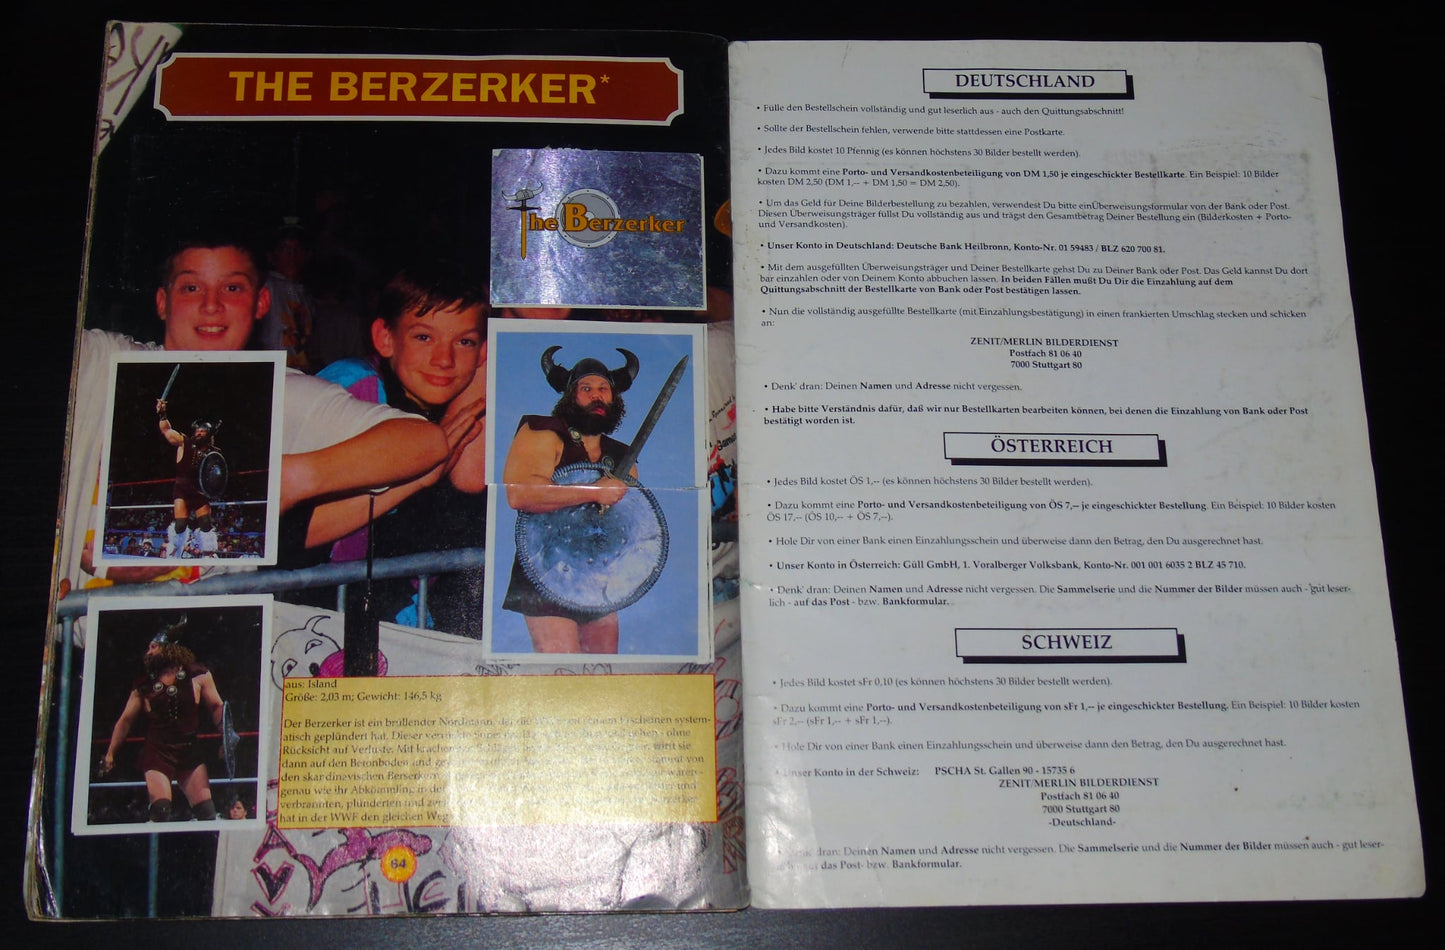 THE BERZERKER*
The Berzerker
aus: Island
Größe: 2,03 m; Gewicht: 146,5 kg
Der Berzerker ist ein brüllender Nordmann, der die system-
atisch geplündert hat. Dieser ohne
Rücksicht auf Verluste. Mit wirft sie
dann auf den Betonboden und von
den skandinavischen Berserkern, waren -
genau wie ihr Abkömmling in der und
verbrannten, plünderten und
hat in der WWF den gleichen Weg
64
DEUTSCHLAND
• Fülle den Bestellschein vollständig und gut leserlich aus - auch den Quittungsabschnitt!
• Sollte der Bestellschein fehlen, verwende bitte stattdessen eine Postkarte.
• Jedes Bild kostet 10 Pfennig (es können höchstens 30 Bilder bestellt werden).
• Dazu kommt eine Porto- und Versandkostenbeteiligung von DM 1,50 je eingeschickter Bestellkarte. Ein Beispiel: 10 Bilder
kosten DM 2,50 (DM 1,-- + DM 1,50 = DM 2,50).
• Um das Geld für Deine Bilderbestellung zu bezahlen, verwendest Du bitte einÜberweisungsformular von der Bank oder Post.
Diesen Überweisungsträger füllst Du vollständig aus und trägst den Gesamtbetrag Deiner Bestellung ein (Bilderkosten + Porto-
und Versandkosten).
• Unser Konto in Deutschland: Deutsche Bank Heilbronn, Konto-Nr. 01 59483 / BLZ 620 700 81.
• Mit dem ausgefüllten Überweisungsträger und Deiner Bestellkarte gehst Du zu Deiner Bank oder Post. Das Geld kannst Du dort
bar einzahlen oder von Deinem Konto abbuchen lassen. In beiden Fällen mußt Du Dir die Einzahlung auf dem
Quittungsabschnitt der Bestellkarte von Bank oder Post bestätigen lassen.
• Nun die vollständig ausgefüllte Bestellkarte (mit Einzahlungsbestätigung) in einen frankierten Umschlag stecken und schicken
an:
ZENIT/MERLIN BILDERDIENST
Postfach 81 06 40
7000 Stuttgart 80
• Denk' dran: Deinen Namen und Adresse nicht vergessen.
• Habe bitte Verständnis dafür, daß wir nur Bestellkarten bearbeiten können, bei denen die Einzahlung von Bank oder Post
bestätigt worden ist.
ÖSTERREICH
• Jedes Bild kostet ÖS 1,-- (es können höchstens 30 Bilder bestellt werden).
• Dazu kommt eine Porto- und Versandkostenbeteiligung von ÖS 7,-- je eingeschickter Bestellung. Ein Beispiel: 10 Bilder kosten
ÖS 17,-- (ÖS 10,-- + ÖS 7,--).
• Hole Dir von einer Bank einen Einzahlungsschein und überweise dann den Betrag, den Du ausgerechnet hast.
• Unser Konto in Österreich: Güll GmbH, 1. Voralberger Volksbank, Konto-Nr. 001 001 6035 2 BLZ 45 710.
• Denk' dran: Deinen Namen und Adresse nicht vergessen. Die Sammelserie und die Nummer der Bilder müssen auch - gut leser-
lich - auf das Post - bzw. Bankformular.
SCHWEIZ
• Jedes Bild kostet sFr 0,10 (es können höchstens 30 Bilder bestellt werden).
• Dazu kommt eine Porto- und Versandkostenbeteiligung von sFr 1,-- je eingeschickter Bestellung. Ein Beispiel: 10 Bilder kosten
sFr 2,-- (sFr 1,-- + sFr 1,--).
• Hole Dir von einer Bank einen Einzahlungsschein und überweise dann den Betrag, den Du ausgerechnet hast.
• Unser Konto in der Schweiz: PSCHA St. Gallen 90 - 15735 6
ZENIT/MERLIN BILDERDIENST
Postfach 81 06 40
7000 Stuttgart 80
-Deutschland-
• Denk' dran: Deinen Namen und Adresse nicht vergessen. Die Sammelserie und die Nummer der Bilder müssen auch - gut leser-
auf das Post- bzw. Bankformular.